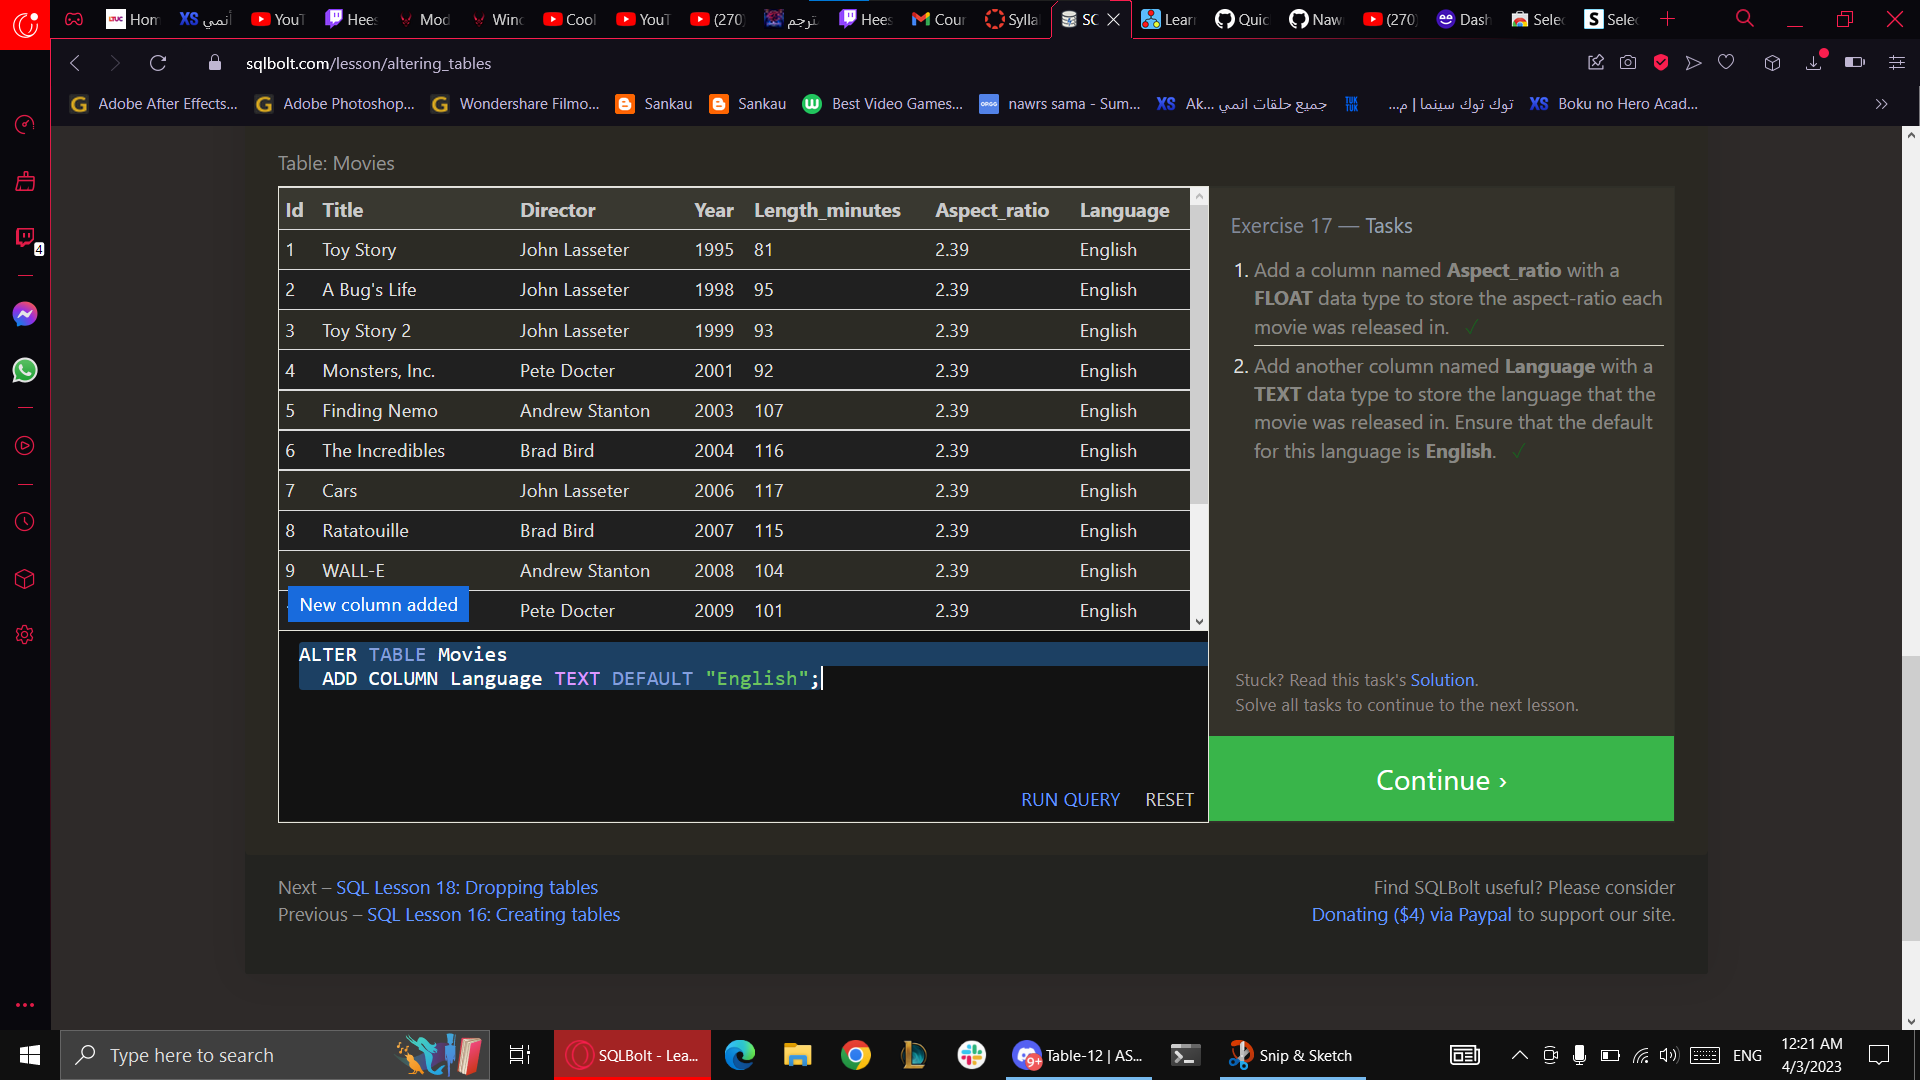 Hom
XS أنمي
YouT
Hees
Mod
Winc
Cool
YouT
(270)
مترجم
Hees
Cour
Sylla
SC
Learn
Quic
Naw
(270)
Dash
Selec
S Selec
sqlbolt.com/lesson/altering_tables
Adobe After Effects...
Adobe Photoshop...
Wondershare Filmo...
Sankau
Sankau
Best Video Games...
OP.GG nawrs sama - Sum...
XS Ak... جميع حلقات انمي
TUK TUK ...توك توك سينما | م
XS Boku no Hero Acad...
Table: Movies
Id Title Director Year Length_minutes Aspect_ratio Language
1 Toy Story John Lasseter 1995 81 2.39 English
2 A Bug's Life John Lasseter 1998 95 2.39 English
3 Toy Story 2 John Lasseter 1999 93 2.39 English
4 Monsters, Inc. Pete Docter 2001 92 2.39 English
5 Finding Nemo Andrew Stanton 2003 107 2.39 English
6 The Incredibles Brad Bird 2004 116 2.39 English
7 Cars John Lasseter 2006 117 2.39 English
8 Ratatouille Brad Bird 2007 115 2.39 English
9 WALL-E Andrew Stanton 2008 104 2.39 English
Pete Docter 2009 101 2.39 English
New column added
ALTER TABLE Movies
ADD COLUMN Language TEXT DEFAULT "English";
RUN QUERY RESET
Exercise 17 — Tasks
1. Add a column named Aspect_ratio with a
FLOAT data type to store the aspect-ratio each
movie was released in. ✓
2. Add another column named Language with a
TEXT data type to store the language that the
movie was released in. Ensure that the default
for this language is English. ✓
Stuck? Read this task's Solution.
Solve all tasks to continue to the next lesson.
Continue ›
Next – SQL Lesson 18: Dropping tables
Previous – SQL Lesson 16: Creating tables
Find SQLBolt useful? Please consider
Donating ($4) via Paypal to support our site.
4
Type here to search
SQLBolt - Lea...
9+
Table-12 | AS...
Snip & Sketch
ENG
12:21 AM
4/3/2023